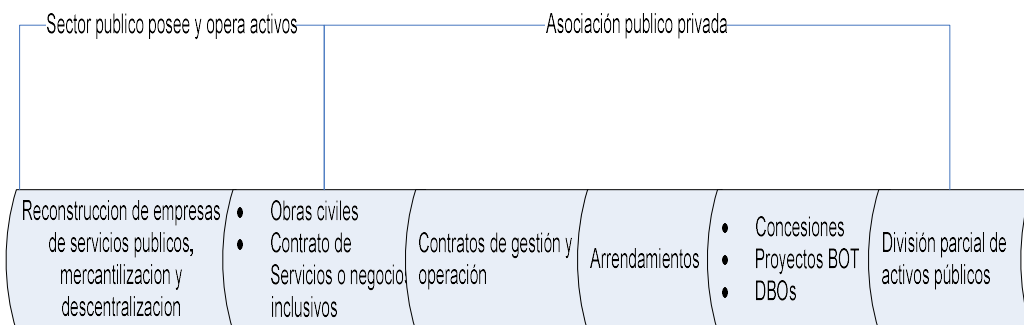 Sector publico posee y opera activos
Asociación publico privada
Reconstruccion de empresas
de servicios publicos,
mercantilizacion y
descentralizacion
• Obras civiles
• Contrato de
Servicios o negocios
inclusivos
Contratos de gestión y
operación
Arrendamientos
• Concesiones
• Proyectos BOT
• DBOs
División parcial de
activos públicos